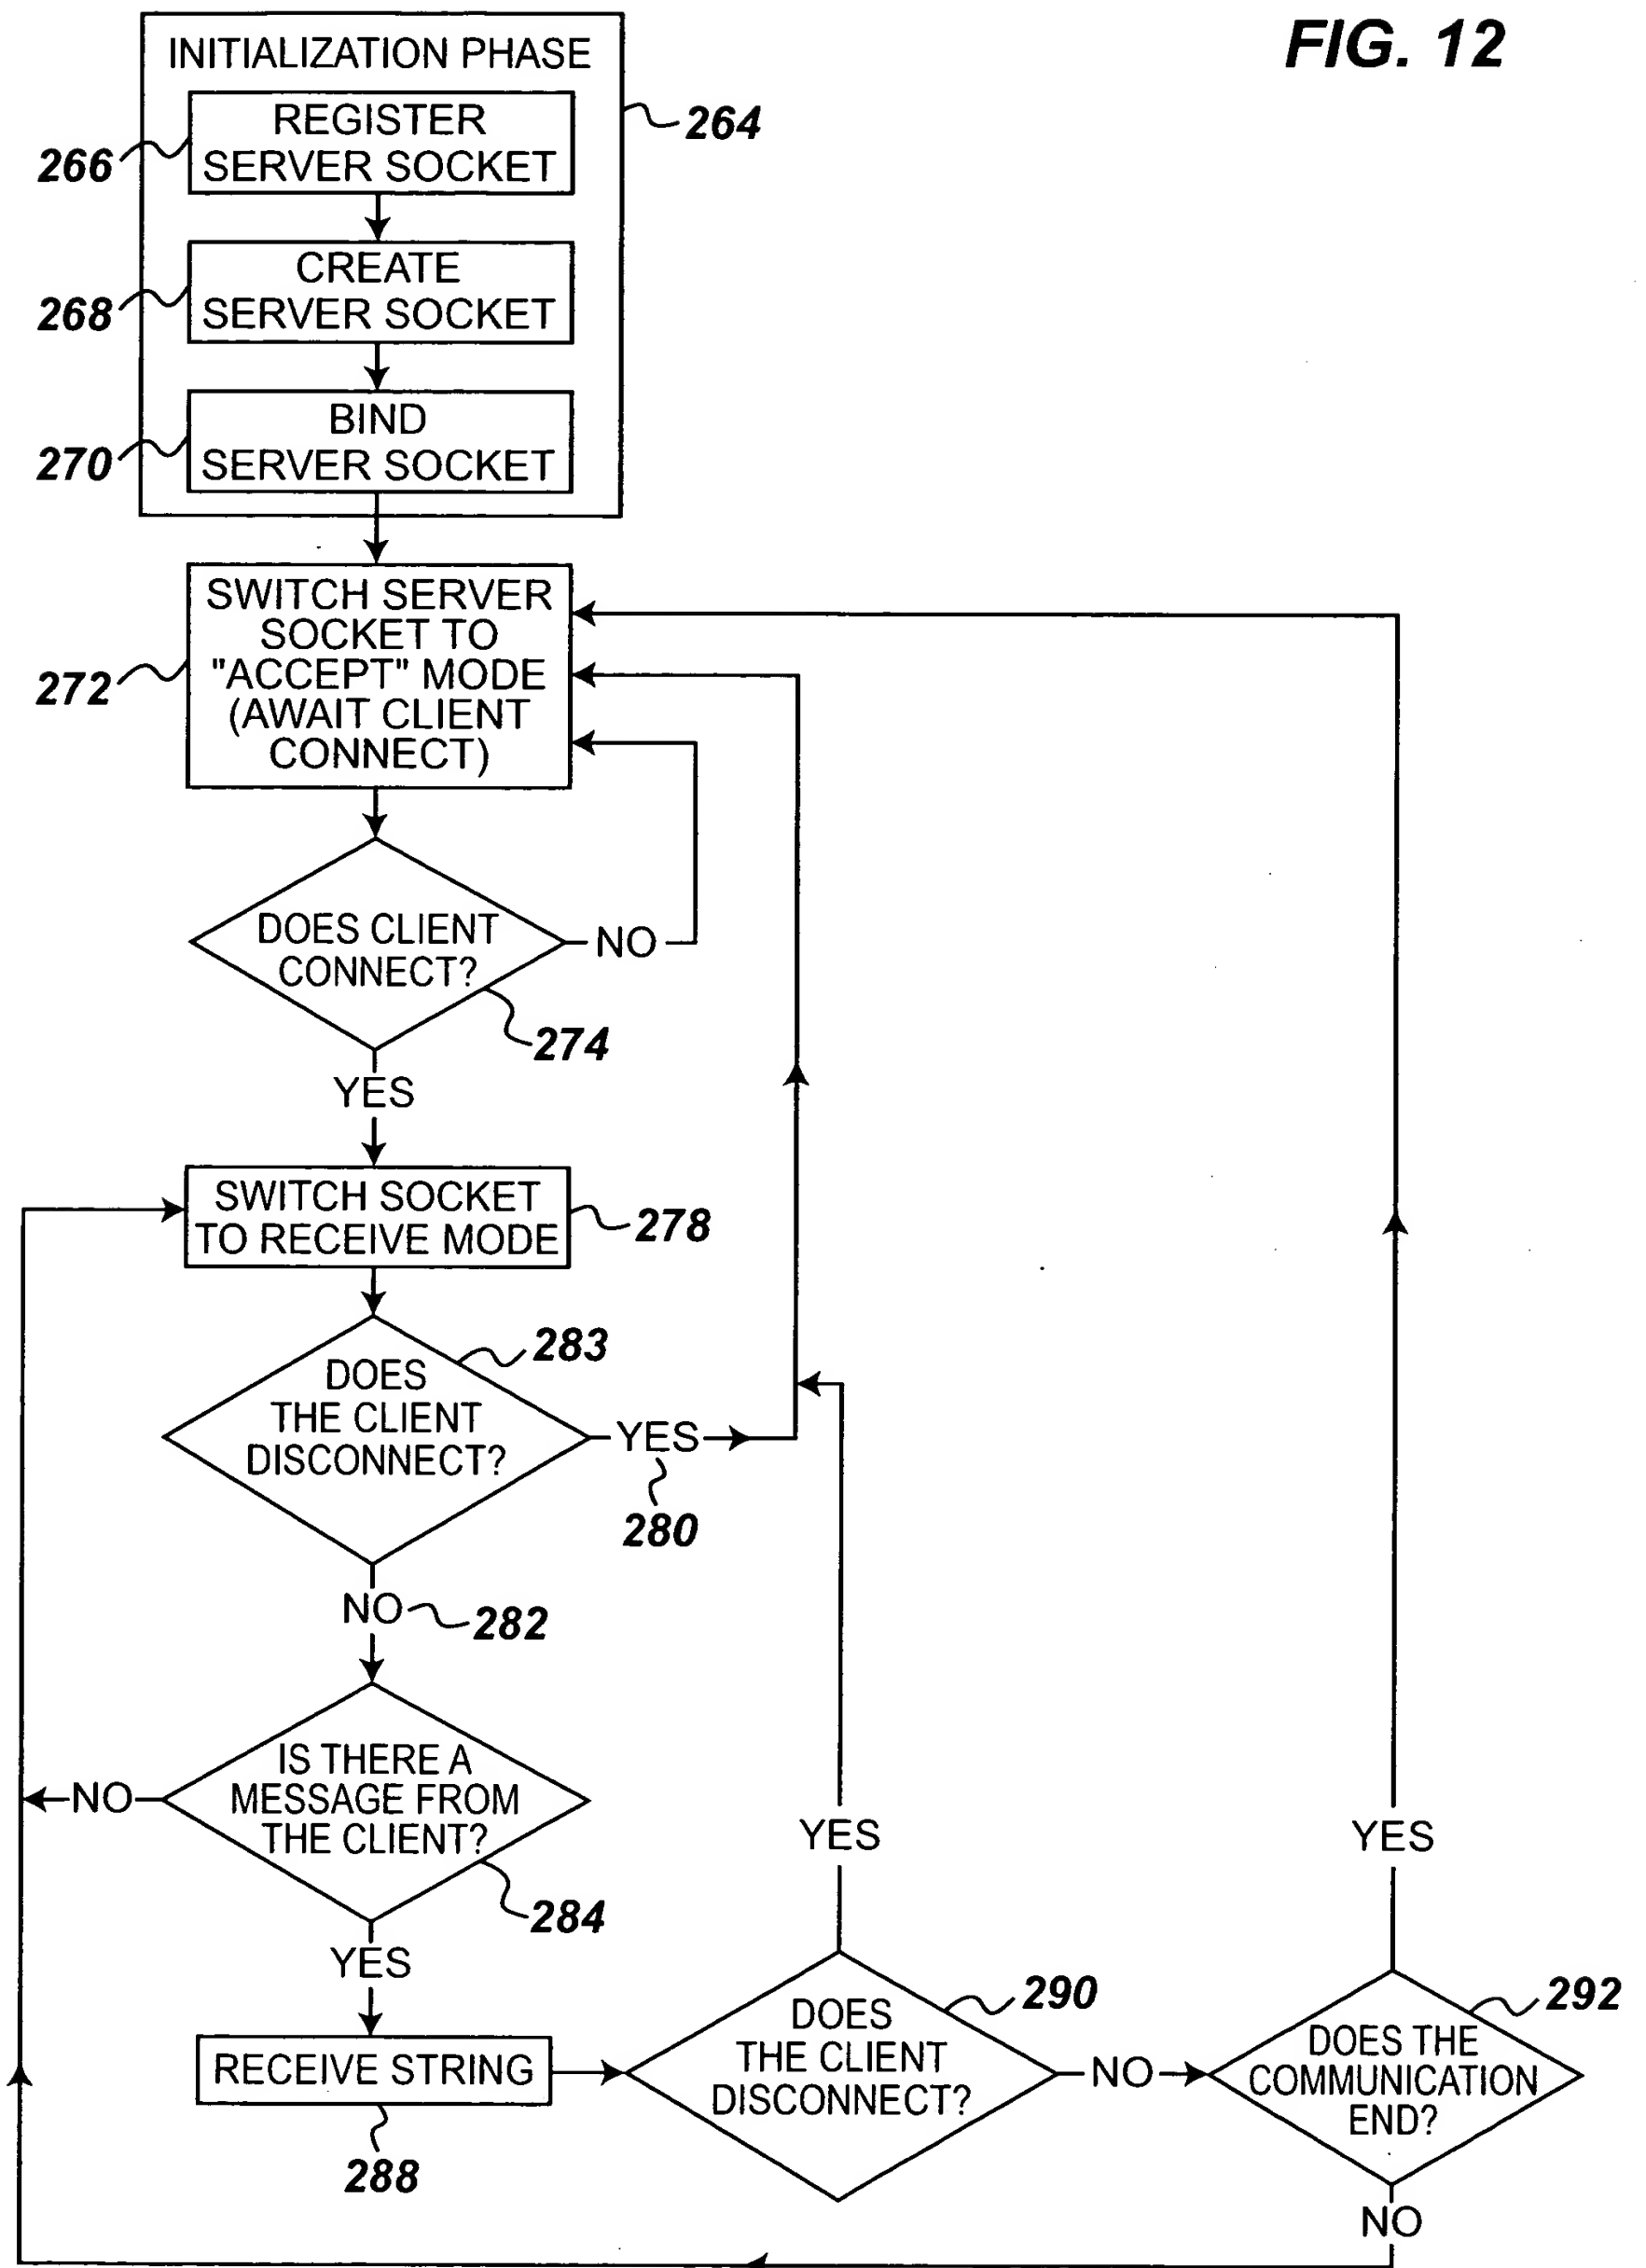 FIG. 12
INITIALIZATION PHASE
264
REGISTER
SERVER SOCKET
266
CREATE
SERVER SOCKET
268
BIND
SERVER SOCKET
270
SWITCH SERVER
SOCKET TO
"ACCEPT" MODE
(AWAIT CLIENT
CONNECT)
272
DOES CLIENT
CONNECT?
NO
274
YES
SWITCH SOCKET
TO RECEIVE MODE
278
283
DOES
THE CLIENT
DISCONNECT?
YES
280
NO
282
IS THERE A
MESSAGE FROM
THE CLIENT?
NO
284
YES
RECEIVE STRING
288
YES
290
DOES
THE CLIENT
DISCONNECT?
NO
YES
292
DOES THE
COMMUNICATION
END?
NO